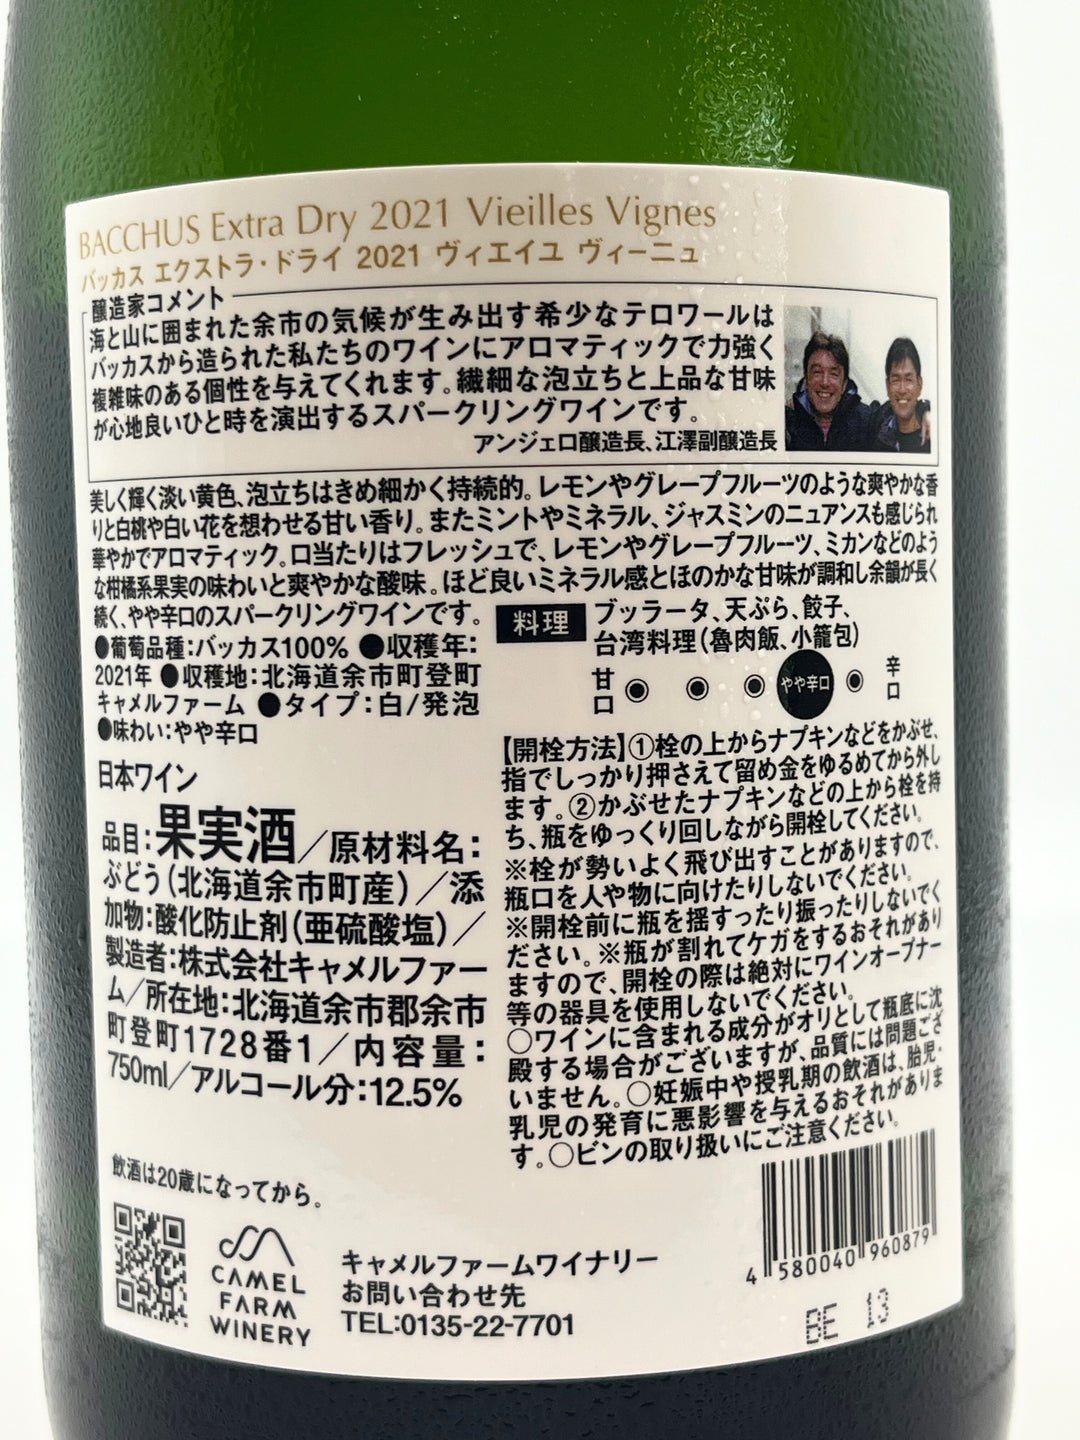 BACCHUS Extra Dry 2021 Vieilles Vignes
バッカス エクストラ・ドライ 2021 ヴィエイユ ヴィーニュ
醸造家コメント
海と山に囲まれた余市の気候が生み出す希少なテロワールは
バッカスから造られた私たちのワインにアロマティックで力強く
複雑味のある個性を与えてくれます。繊細な泡立ちと上品な甘味
が心地良いひと時を演出するスパークリングワインです。
アンジェロ醸造長、江澤副醸造長
美しく輝く淡い黄色、泡立ちはきめ細かく持続的。レモンやグレープフルーツのような爽やかな香
りと白桃や白い花を想わせる甘い香り。またミントやミネラル、ジャスミンのニュアンスも感じられ
華やかでアロマティック。口当たりはフレッシュで、レモンやグレープフルーツ、ミカンなどのよう
な柑橘系果実の味わいと爽やかな酸味。ほど良いミネラル感とほのかな甘味が調和し余韻が長く
続く、やや辛口のスパークリングワインです。
●葡萄品種:バッカス100% ●収穫年:
2021年 ●収穫地:北海道余市町登町
キャメルファーム ●タイプ:白/発泡
●味わい:やや辛口
料理 ブッラータ、天ぷら、餃子、
台湾料理(魯肉飯、小籠包)
甘口 ◉ ◉ ◉ やや辛口 ◉ 辛口
日本ワイン
品目:果実酒/原材料名:
ぶどう(北海道余市町産)/添
加物:酸化防止剤(亜硫酸塩)/
製造者:株式会社キャメルファー
ム/所在地:北海道余市郡余市
町登町1728番1/内容量:
750ml/アルコール分:12.5%
【開栓方法】①栓の上からナプキンなどをかぶせ、
指でしっかり押さえて留め金をゆるめてから外し
ます。②かぶせたナプキンなどの上から栓を持
ち、瓶をゆっくり回しながら開栓してください。
※栓が勢いよく飛び出すことがありますので、
瓶口を人や物に向けたりしないでください。
※開栓前に瓶を揺すったり振ったりしないでく
ださい。※瓶が割れてケガをするおそれがあり
ますので、開栓の際は絶対にワインオープナー
等の器具を使用しないでください。
○ワインに含まれる成分がオリとして瓶底に沈
殿する場合がございますが、品質には問題ござ
いません。○妊娠中や授乳期の飲酒は、胎児・
乳児の発育に悪影響を与えるおそれがありま
す。○ビンの取り扱いにご注意ください。
飲酒は20歳になってから。
CAMEL
FARM
WINERY
キャメルファームワイナリー
お問い合わせ先
TEL:0135-22-7701
4 580040 960879
BE 13